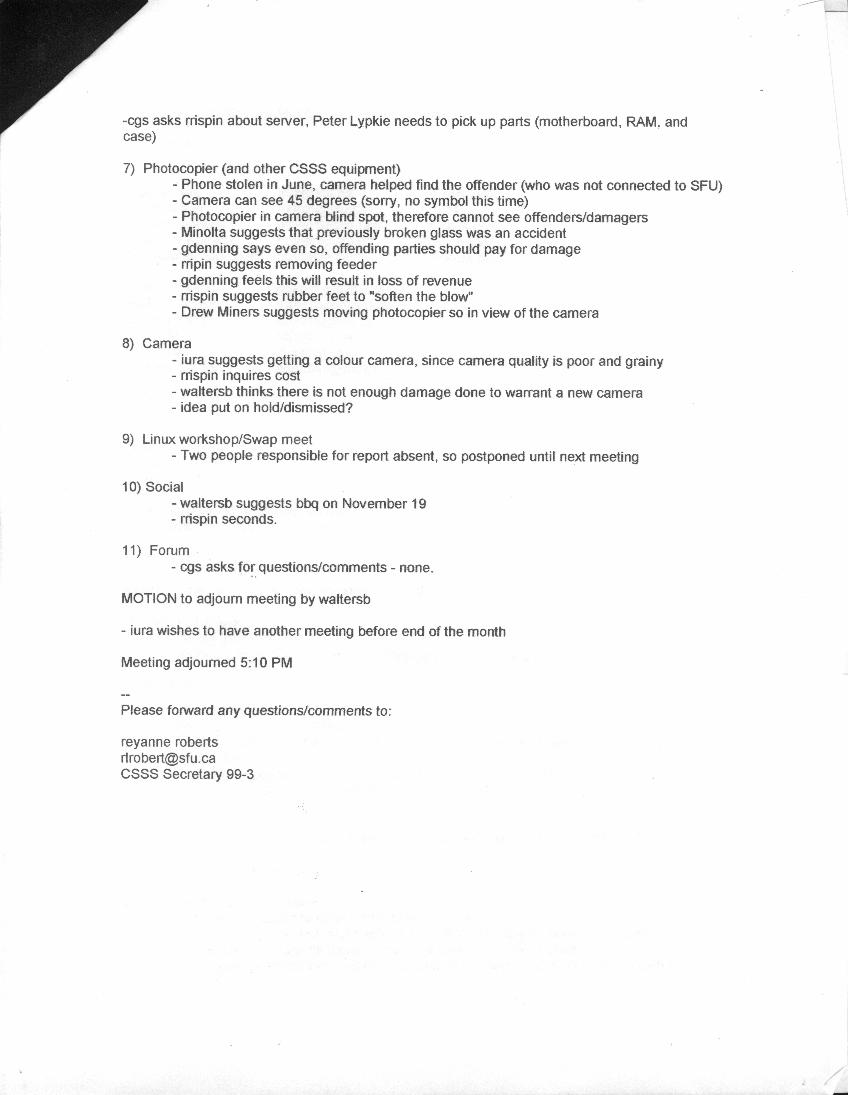 -cgs asks rrispin about server, Peter Lypkie needs to pick up parts (motherboard, RAM, and
case)
7) Photocopier (and other CSSS equipment)
- Phone stolen in June, camera helped find the offender (who was not connected to SFU)
- Camera can see 45 degrees (sorry, no symbol this time)
- Photocopier in camera blind spot, therefore cannot see offenders/damagers
- Minolta suggests that previously broken glass was an accident
- gdenning says even so, offending parties should pay for damage
- rripin suggests removing feeder
- gdenning feels this will result in loss of revenue
- rrispin suggests rubber feet to "soften the blow"
- Drew Miners suggests moving photocopier so in view of the camera
8) Camera
- iura suggests getting a colour camera, since camera quality is poor and grainy
- rrispin inquires cost
- waltersb thinks there is not enough damage done to warrant a new camera
- idea put on hold/dismissed?
9) Linux workshop/Swap meet
- Two people responsible for report absent, so postponed until next meeting
10) Social
- waltersb suggests bbq on November 19
- rrispin seconds.
11) Forum
- cgs asks for questions/comments - none.
MOTION to adjourn meeting by waltersb
- iura wishes to have another meeting before end of the month
Meeting adjourned 5:10 PM
--
Please forward any questions/comments to:
reyanne roberts
rlrobert@sfu.ca
CSSS Secretary 99-3